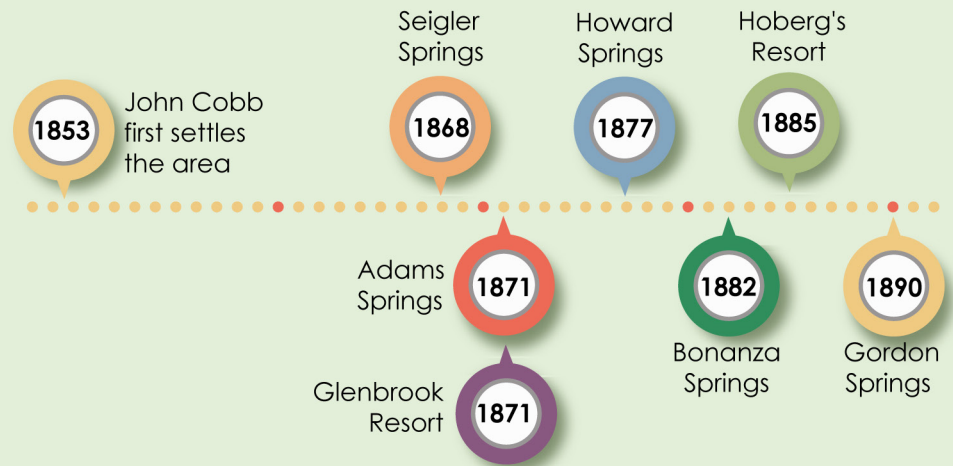 1853
John Cobb
first settles
the area
Seigler
Springs
1868
Howard
Springs
1877
Hoberg's
Resort
1885
Adams
Springs
1871
Glenbrook
Resort
1871
1882
Bonanza
Springs
1890
Gordon
Springs